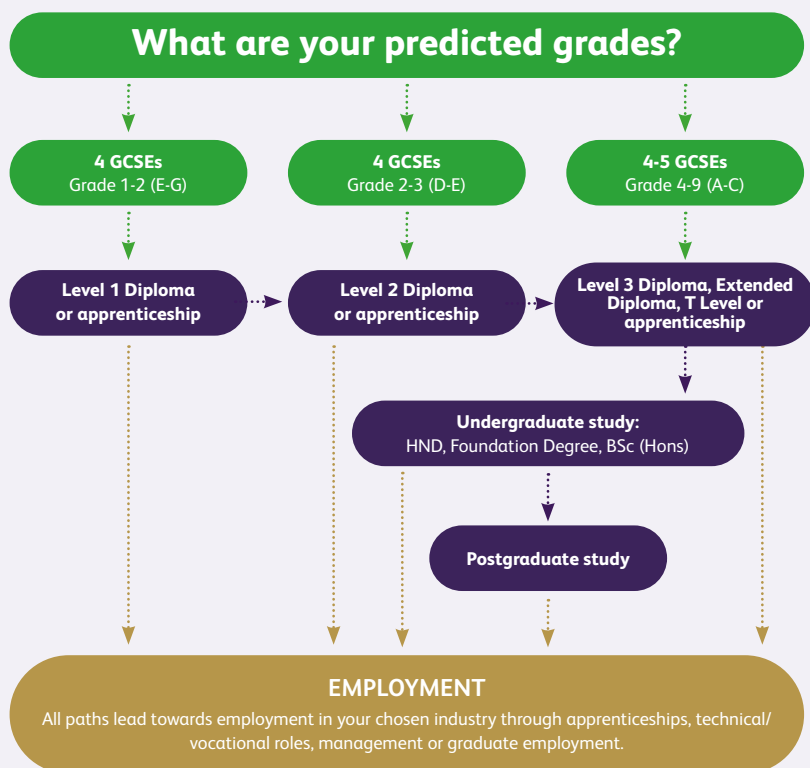 What are your predicted grades?
4 GCSEs
Grade 1-2 (E-G)
4 GCSEs
Grade 2-3 (D-E)
4-5 GCSEs
Grade 4-9 (A-C)
Level 1 Diploma
or apprenticeship
Level 2 Diploma
or apprenticeship
Level 3 Diploma, Extended
Diploma, T Level or
apprenticeship
Undergraduate study:
HND, Foundation Degree, BSc (Hons)
Postgraduate study
EMPLOYMENT
All paths lead towards employment in your chosen industry through apprenticeships, technical/
vocational roles, management or graduate employment.